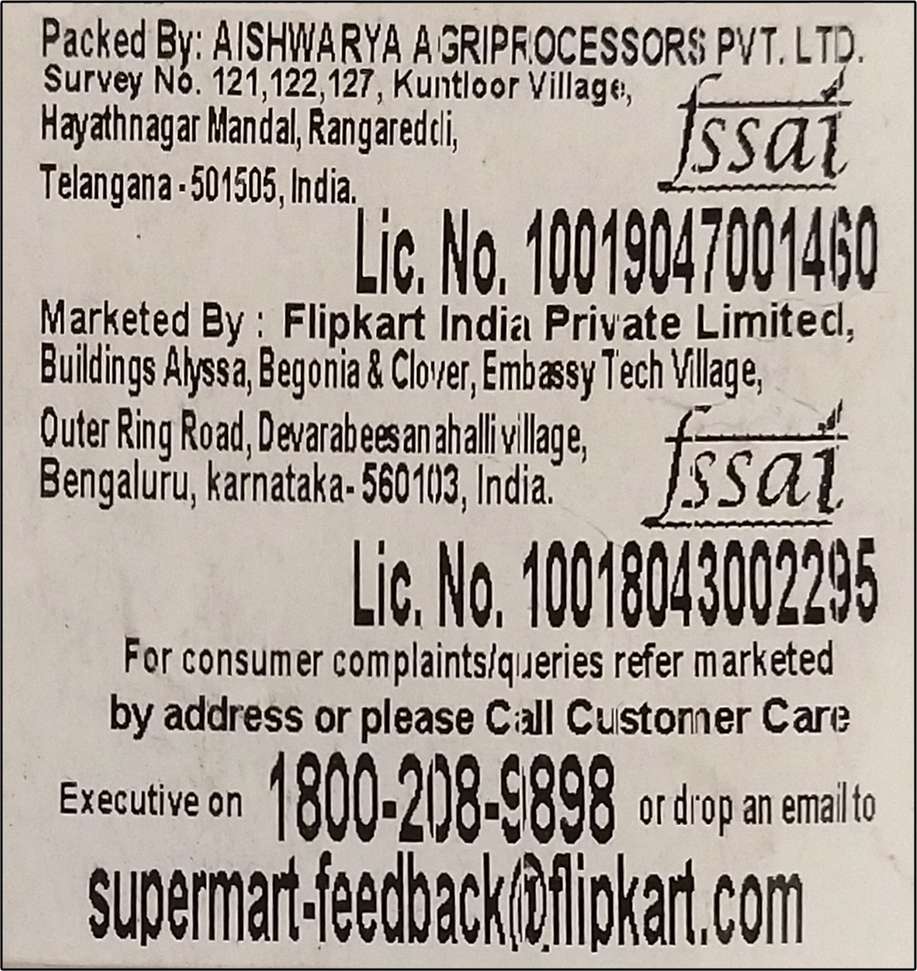 Packed By: AISHWARYA AGRIPROCESSORS PVT. LTD.
Survey No. 121,122,127, Kuntloor Village,
Hayathnagar Mandal, Rangareddi,
fssai
Telangana - 501505, India.
Lic. No. 10019047001460
Marketed By : Flipkart India Private Limited,
Buildings Alyssa, Begonia & Clover, Embassy Tech Village,
Outer Ring Road, Devarabeesanahalli village,
fssai
Bengaluru, karnataka- 560103, India.
Lic. No. 10018043002295
For consumer complaints/queries refer marketed
by address or please Call Customer Care
Executive on 1800-208-9898 or drop an email to
supermart-feedback@flipkart.com